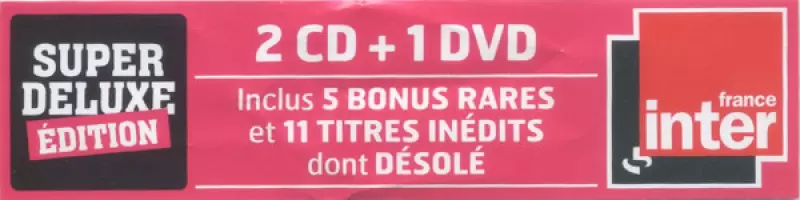 SUPER
DELUXE
ÉDITION
2 CD + 1 DVD
Inclus 5 BONUS RARES
et 11 TITRES INÉDITS
dont DÉSOLÉ
france
inter